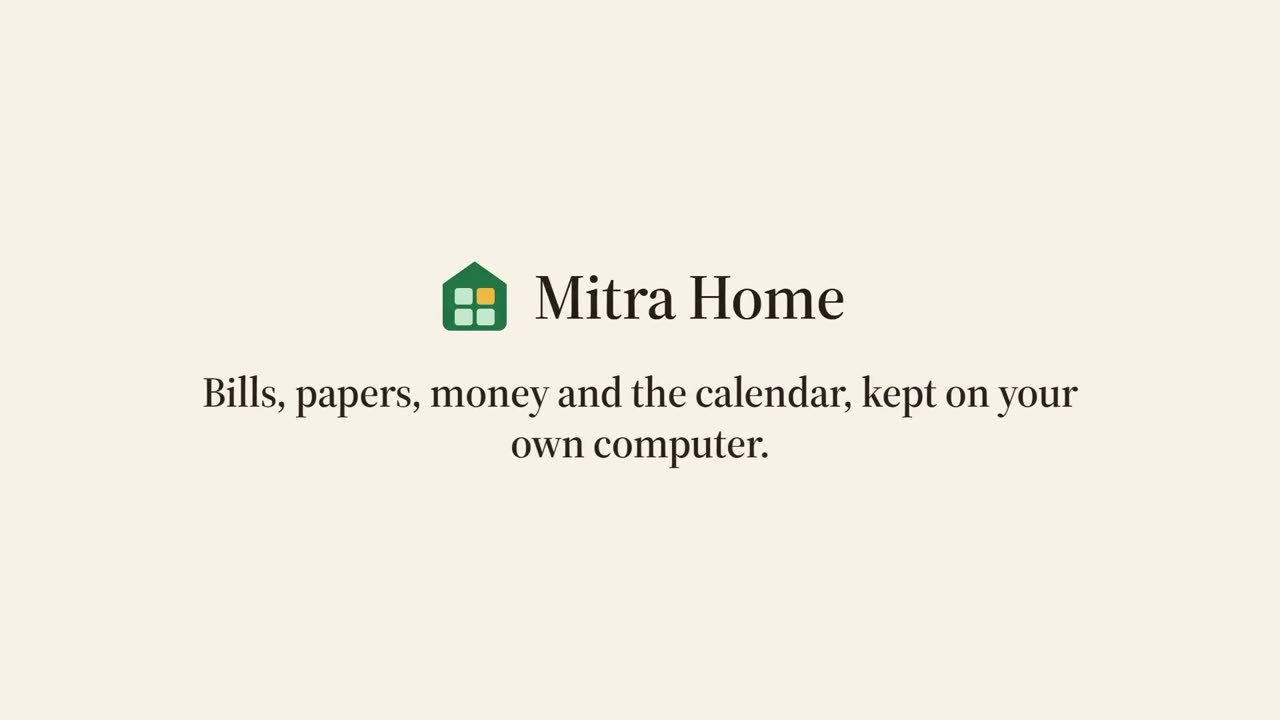 Mitra Home
Bills, papers, money and the calendar, kept on your
own computer.